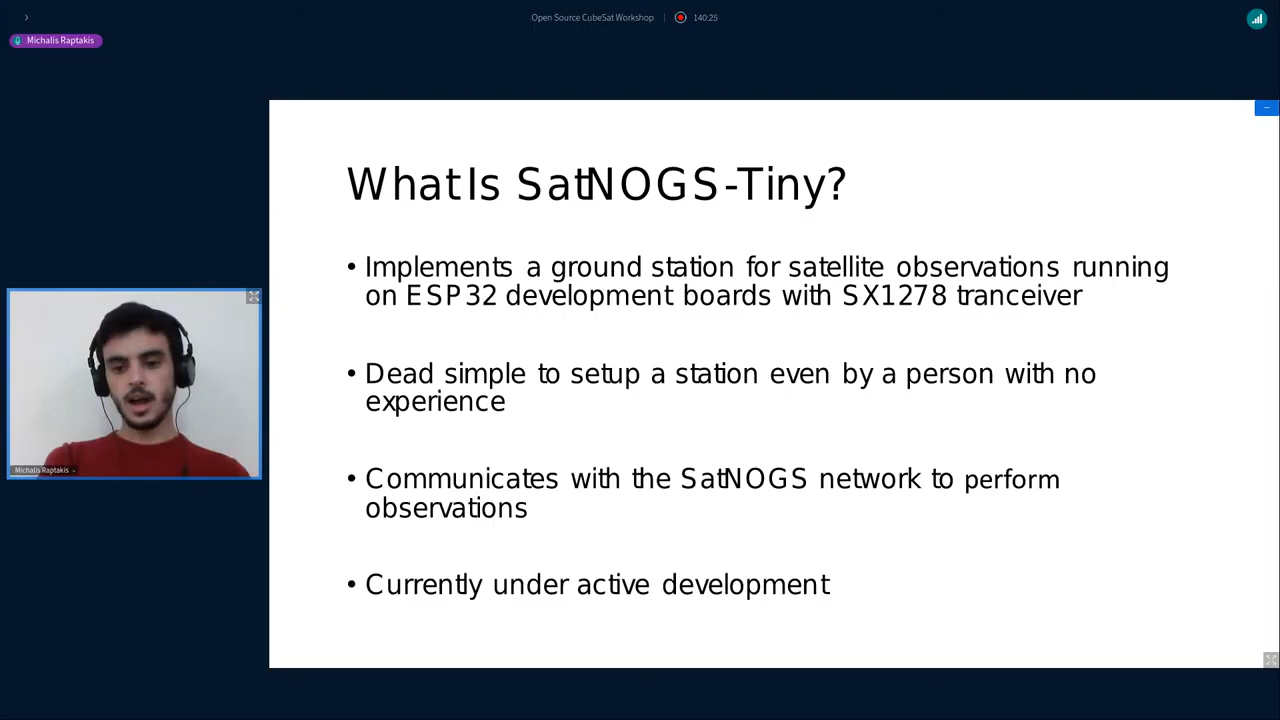 Open Source CubeSat Workshop
140:25
Michalis Raptakis
What Is SatNOGS-Tiny?
• Implements a ground station for satellite observations running
on ESP32 development boards with SX1278 tranceiver
• Dead simple to setup a station even by a person with no
experience
• Communicates with the SatNOGS network to perform
observations
• Currently under active development
Michalis Raptakis